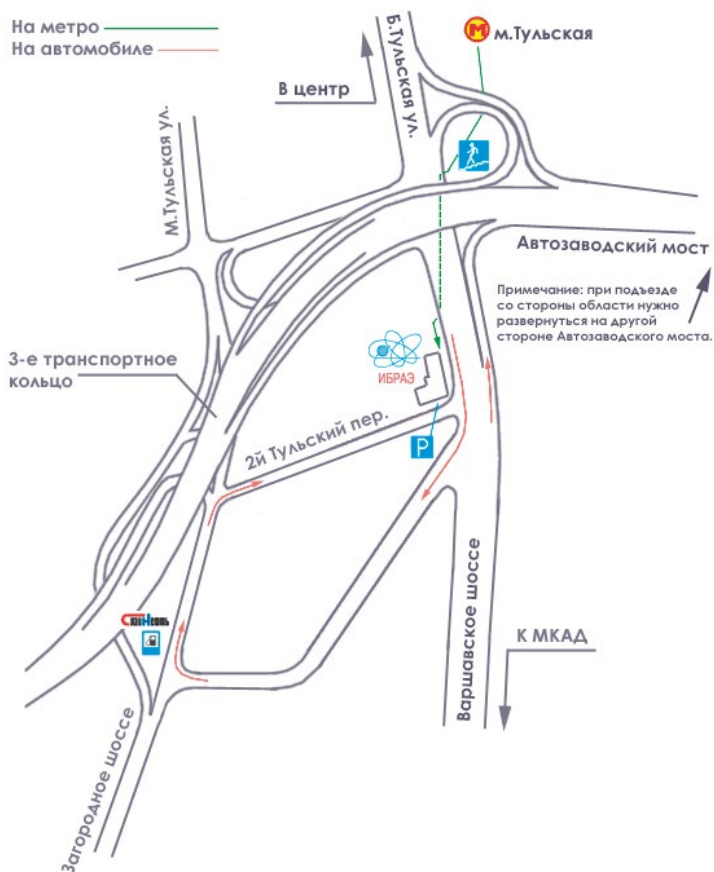 На метро
На автомобиле
м.Тульская
В центр
Б.Тульская ул.
М.Тульская ул.
Автозаводский мост
Примечание: при подъезде
со стороны области нужно
развернуться на другой
стороне Автозаводского моста.
3-е транспортное
кольцо
ИБРАЭ
2й Тульский пер.
P
Варшавское шоссе
К МКАД
Загородное шоссе